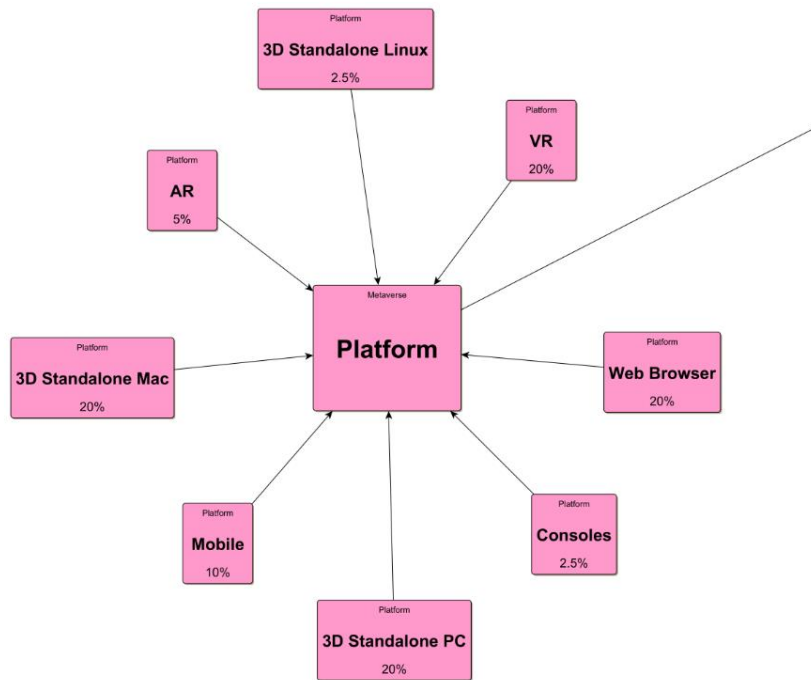 Platform
3D Standalone Linux
2.5%
Platform
VR
20%
Platform
AR
5%
Metaverse
Platform
Platform
3D Standalone Mac
20%
Platform
Web Browser
20%
Platform
Mobile
10%
Platform
Consoles
2.5%
Platform
3D Standalone PC
20%